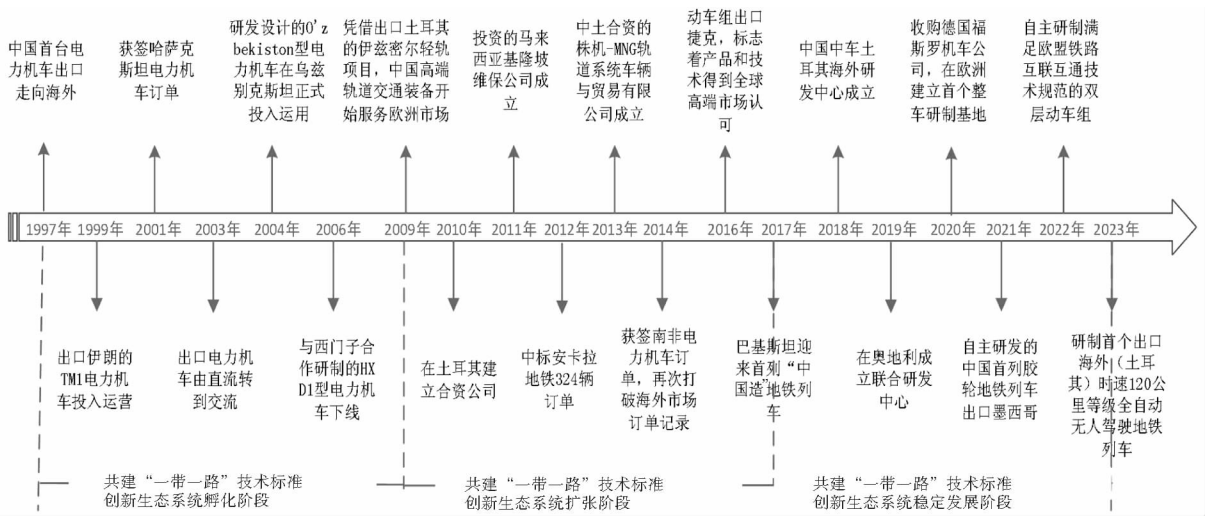 中国首台电
力机车出口
走向海外
获签哈萨克
斯坦电力机
车订单
研发设计的O'z
bekiston型电
力机车在乌兹
别克斯坦正式
投入运用
凭借出口土耳其
的伊兹密尔轻轨
项目，中国高端
轨道交通装备开
始服务欧洲市场
投资的马来
西亚基隆坡
维保公司成
立
中土合资的
株机-MNG轨
道系统车辆
与贸易有限
公司成立
动车组出口
捷克，标志
着产品和技
术得到全球
高端市场认
可
中国中车土
耳其海外研
发中心成立
收购德国福
斯罗机车公
司，在欧洲
建立首个整
车研制基地
自主研制满
足欧盟铁路
互联互通技
术规范的双
层动车组
1997年 1999年 2001年 2003年 2004年 2006年 2009年 2010年 2011年 2012年 2013年 2014年 2016年 2017年 2018年 2019年 2020年 2021年 2022年 2023年
出口伊朗的
TM1电力机
车投入运营
出口电力机
车由直流转
到交流
与西门子合
作研制的HX
D1型电力机
车下线
在土耳其建
立合资公司
中标安卡拉
地铁324辆
订单
获签南非电
力机车订
单，再次打
破海外市场
订单记录
巴基斯坦迎
来首列“中
国造”地铁列
车
在奥地利成
立联合研发
中心
自主研发的
中国首列胶
轮地铁列车
出口墨西哥
研制首个出口
海外（土耳
其）时速120公
里等级全自动
无人驾驶地铁
列车
共建“一带一路”技术标准
创新生态系统孵化阶段
共建“一带一路”技术标准
创新生态系统扩张阶段
共建“一带一路”技术标准
创新生态系统稳定发展阶段